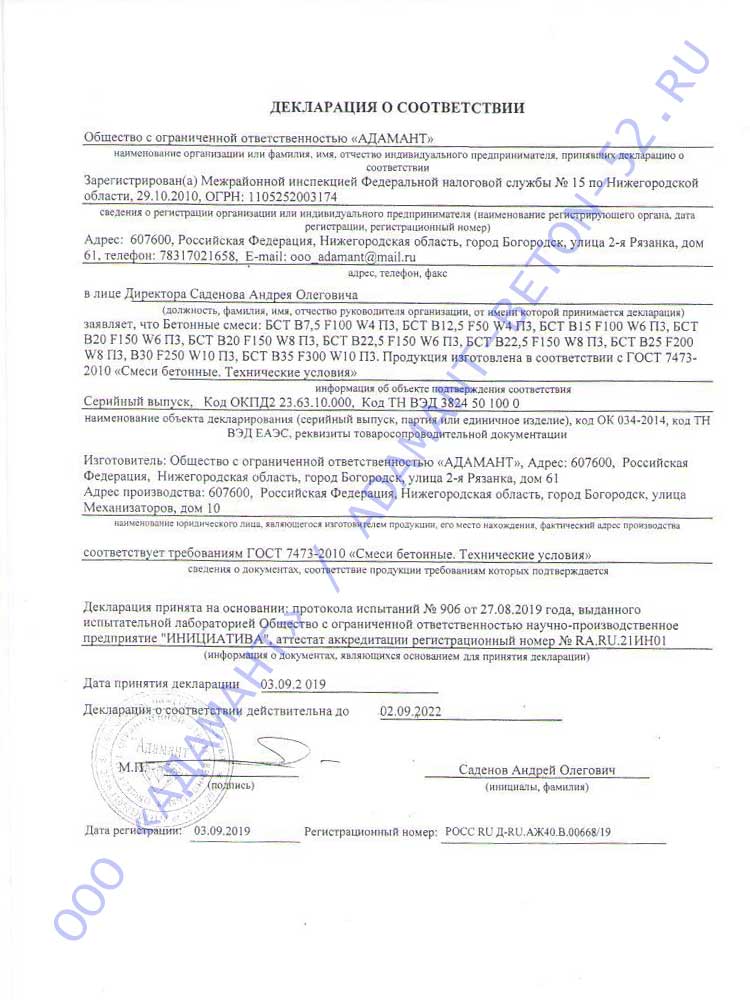 ДЕКЛАРАЦИЯ О СООТВЕТСТВИИ
Общество с ограниченной ответственностью «АДАМАНТ»
наименование организации или фамилия, имя, отчество индивидуального предпринимателя, принявших декларацию о
соответствии
Зарегистрирован(а) Межрайонной инспекцией Федеральной налоговой службы № 15 по Нижегородской
области, 29.10.2010, ОГРН: 1105252003174
сведения о регистрации организации или индивидуального предпринимателя (наименование регистрирующего органа, дата
регистрации, регистрационный номер)
Адрес: 607600, Российская Федерация, Нижегородская область, город Богородск, улица 2-я Рязанка, дом
61, телефон: 78317021658, E-mail: ooo_adamant@mail.ru
адрес, телефон, факс
в лице Директора Саденова Андрея Олеговича
(должность, фамилия, имя, отчество руководителя организации, от имени которой принимается декларация)
заявляет, что Бетонные смеси: БСТ В7,5 F100 W4 П3, БСТ В12,5 F50 W4 П3, БСТ В15 F100 W6 П3, БСТ
В20 F150 W6 П3, БСТ В20 F150 W8 П3, БСТ В22,5 F150 W6 П3, БСТ В22,5 F150 W8 П3, БСТ В25 F200
W8 П3, В30 F250 W10 П3, БСТ В35 F300 W10 П3. Продукция изготовлена в соответствии с ГОСТ 7473-
2010 «Смеси бетонные. Технические условия»
информация об объекте подтверждения соответствия
Серийный выпуск, Код ОКПД2 23.63.10.000, Код ТН ВЭД 3824 50 100 0
наименование объекта декларирования (серийный выпуск, партия или единичное изделие), код ОК 034-2014, код ТН
ВЭД ЕАЭС, реквизиты товаросопроводительной документации
Изготовитель: Общество с ограниченной ответственностью «АДАМАНТ», Адрес: 607600, Российская
Федерация, Нижегородская область, город Богородск, улица 2-я Рязанка, дом 61
Адрес производства: 607600, Российская Федерация, Нижегородская область, город Богородск, улица
Механизаторов, дом 10
наименование юридического лица, являющегося изготовителем продукции, его место нахождения, фактический адрес производства
соответствует требованиям ГОСТ 7473-2010 «Смеси бетонные. Технические условия»
сведения о документах, соответствие продукции требованиям которых подтверждается
Декларация принята на основании: протокола испытаний № 906 от 27.08.2019 года, выданного
испытательной лабораторией Общество с ограниченной ответственностью научно-производственное
предприятие "ИНИЦИАТИВА", аттестат аккредитации регистрационный номер № RA.RU.21ИН01
(информация о документах, являющихся основанием для принятия декларации)
Дата принятия декларации 03.09.2 019
Декларация о соответствии действительна до 02.09.2022
Адамант
М.П.
Саденов Андрей Олегович
(подпись) (инициалы, фамилия)
Дата регистрации: 03.09.2019 Регистрационный номер: РОСС RU Д-RU.АЖ40.В.00668/19
ООО «АДАМАНТ» / ADAMANT-BETON-52.RU